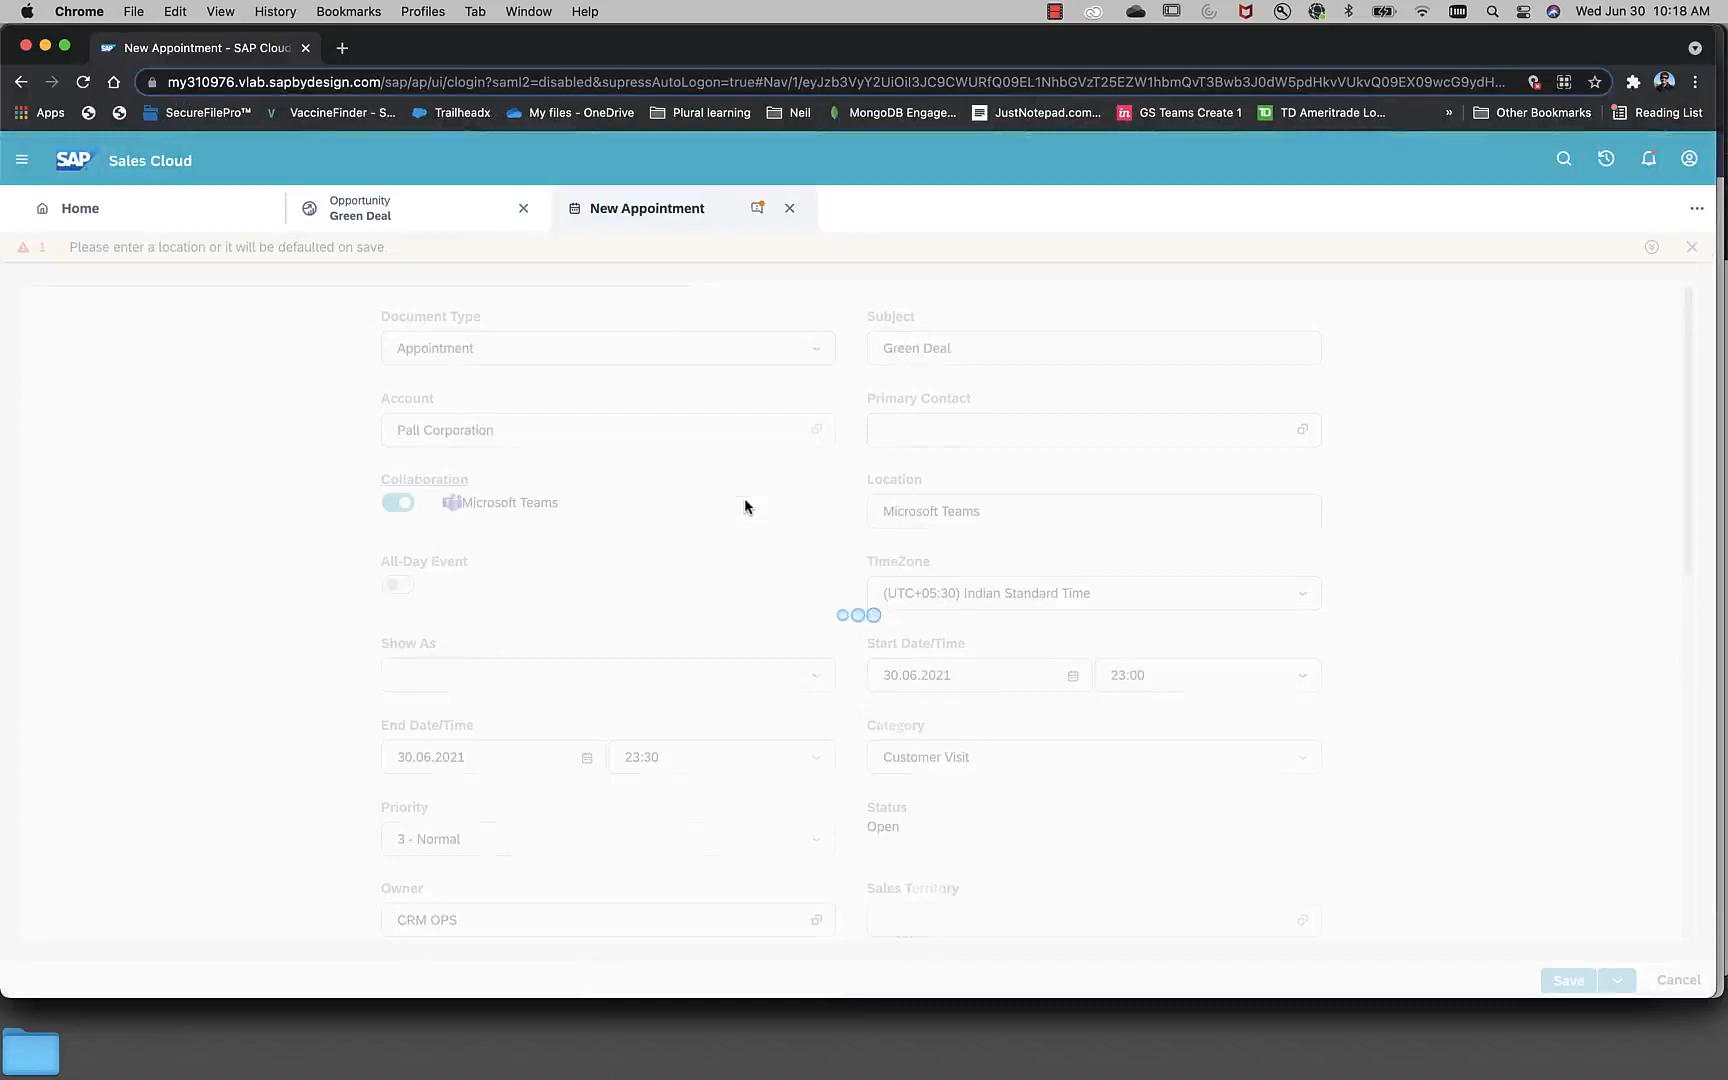 Chrome File Edit View History Bookmarks Profiles Tab Window Help Wed Jun 30 10:18 AM
SAP New Appointment - SAP Cloud
my310976.vlab.sapbydesign.com/sap/ap/ui/clogin?saml2=disabled&supressAutoLogon=true#Nav/1/
Apps SecureFilePro™ VaccineFinder - S... Trailheadx My files - OneDrive Plural learning Neil MongoDB Engage... JustNotepad.com... in GS Teams Create 1 TD TD Ameritrade Lo... » Other Bookmarks Reading List
SAP Sales Cloud
Home
Opportunity
Green Deal
New Appointment
1 Please enter a location or it will be defaulted on save
Document Type
Appointment
Subject
Green Deal
Account
Pall Corporation
Primary Contact
Collaboration
Microsoft Teams
Location
Microsoft Teams
All-Day Event
TimeZone
(UTC+05:30) Indian Standard Time
Show As
Start Date/Time
30.06.2021 23:00
End Date/Time
30.06.2021 23:30
Category
Customer Visit
Priority
3 - Normal
Status
Open
Owner
CRM OPS
Sales Territory
Save Cancel